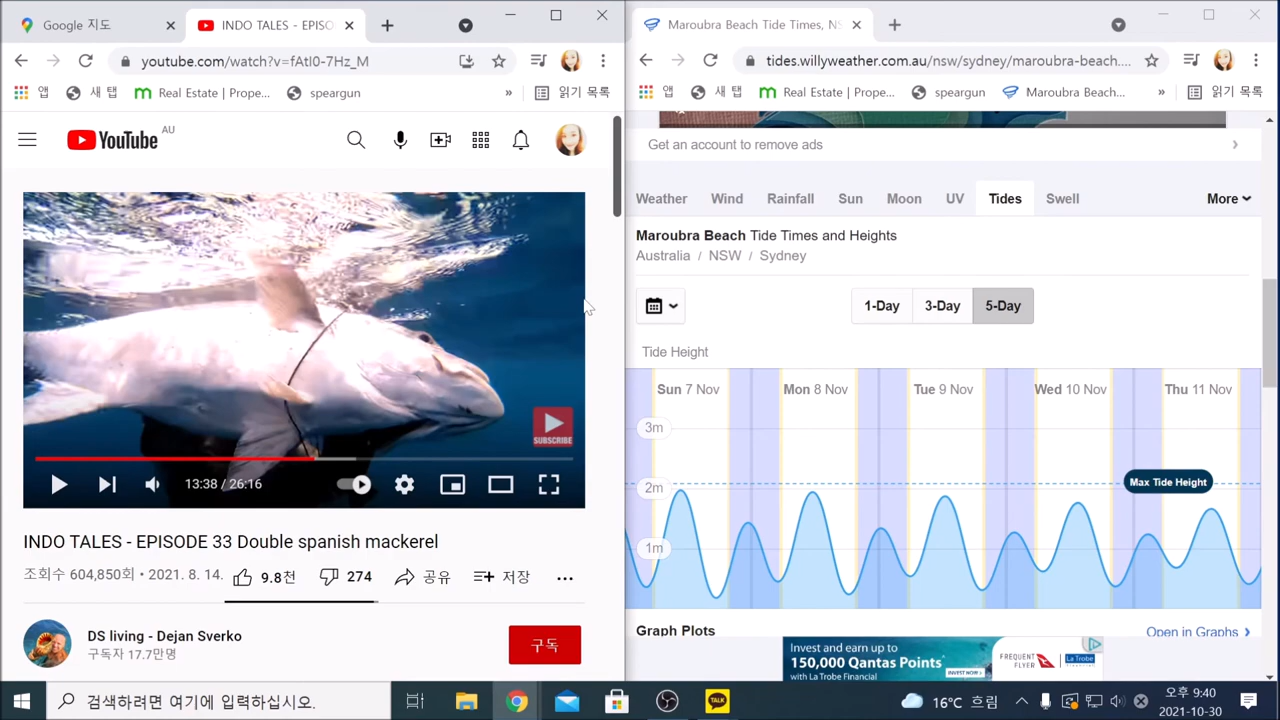 Google 지도
INDO TALES - EPISO
youtube.com/watch?v=fAtl0-7Hz_M
앱
새 탭
Real Estate | Prope...
speargun
»
읽기 목록
YouTube
AU
SUBSCRIBE
13:38 / 26:16
INDO TALES - EPISODE 33 Double spanish mackerel
조회수 604,850회 • 2021. 8. 14.
9.8천
274
공유
저장
DS living - Dejan Sverko
구독자 17.7만명
구독
Maroubra Beach Tide Times, NS
tides.willyweather.com.au/nsw/sydney/maroubra-beach....
앱
새 탭
Real Estate | Prope...
speargun
Maroubra Beach...
»
읽기 목록
Get an account to remove ads
Weather
Wind
Rainfall
Sun
Moon
UV
Tides
Swell
More
Maroubra Beach Tide Times and Heights
Australia / NSW / Sydney
1-Day
3-Day
5-Day
Tide Height
Sun 7 Nov
Mon 8 Nov
Tue 9 Nov
Wed 10 Nov
Thu 11 Nov
3m
2m
1m
Max Tide Height
Graph Plots
Open in Graphs
Invest and earn up to
150,000 Qantas Points
with La Trobe Financial
INVEST NOW
FREQUENT
FLYER
La Trobe
검색하려면 여기에 입력하십시오.
TALK
16°C 흐림
오후 9:40
2021-10-30